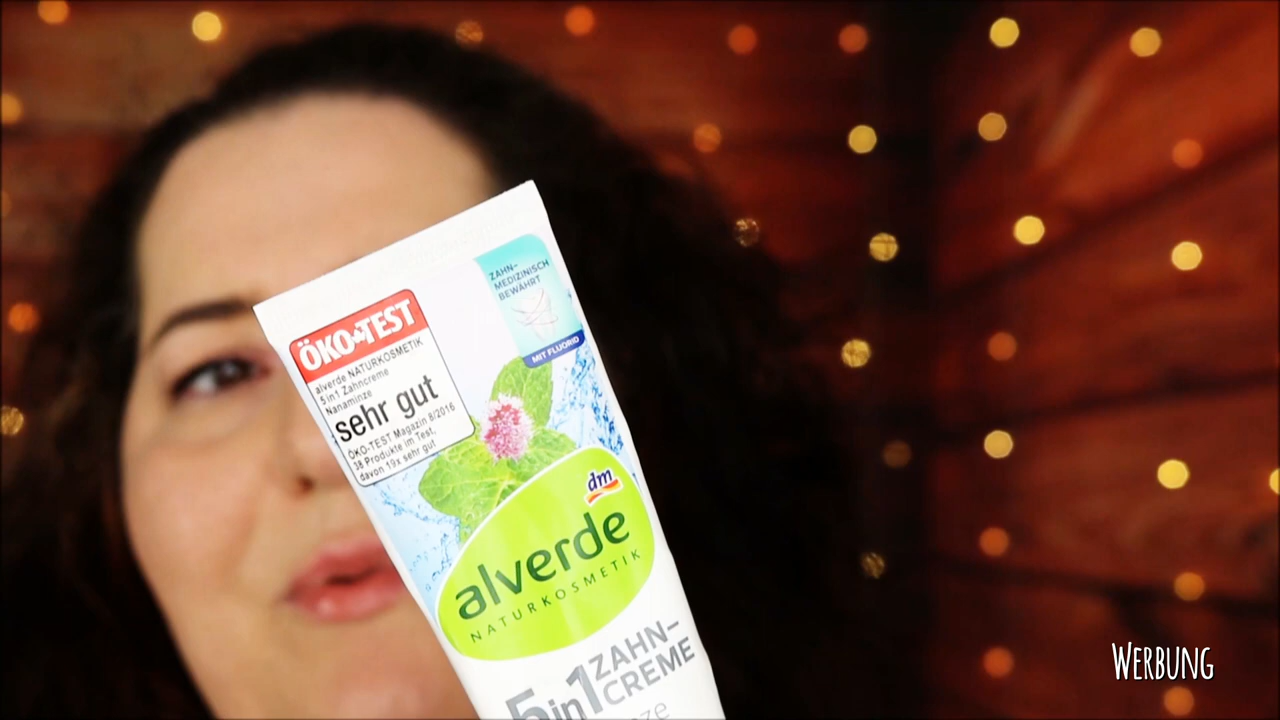 ÖKO-TEST
alverde NATURKOSMETIK
5in1 Zahncreme
Nanaminze
sehr gut
ÖKO-TEST Magazin 8/2016
38 Produkte im Test,
davon 19x sehr gut
ZAHN-
MEDIZINISCH
BEWÄHRT
MIT FLUORID
dm
alverde
NATURKOSMETIK
5in1 ZAHN-
CREME
WERBUNG